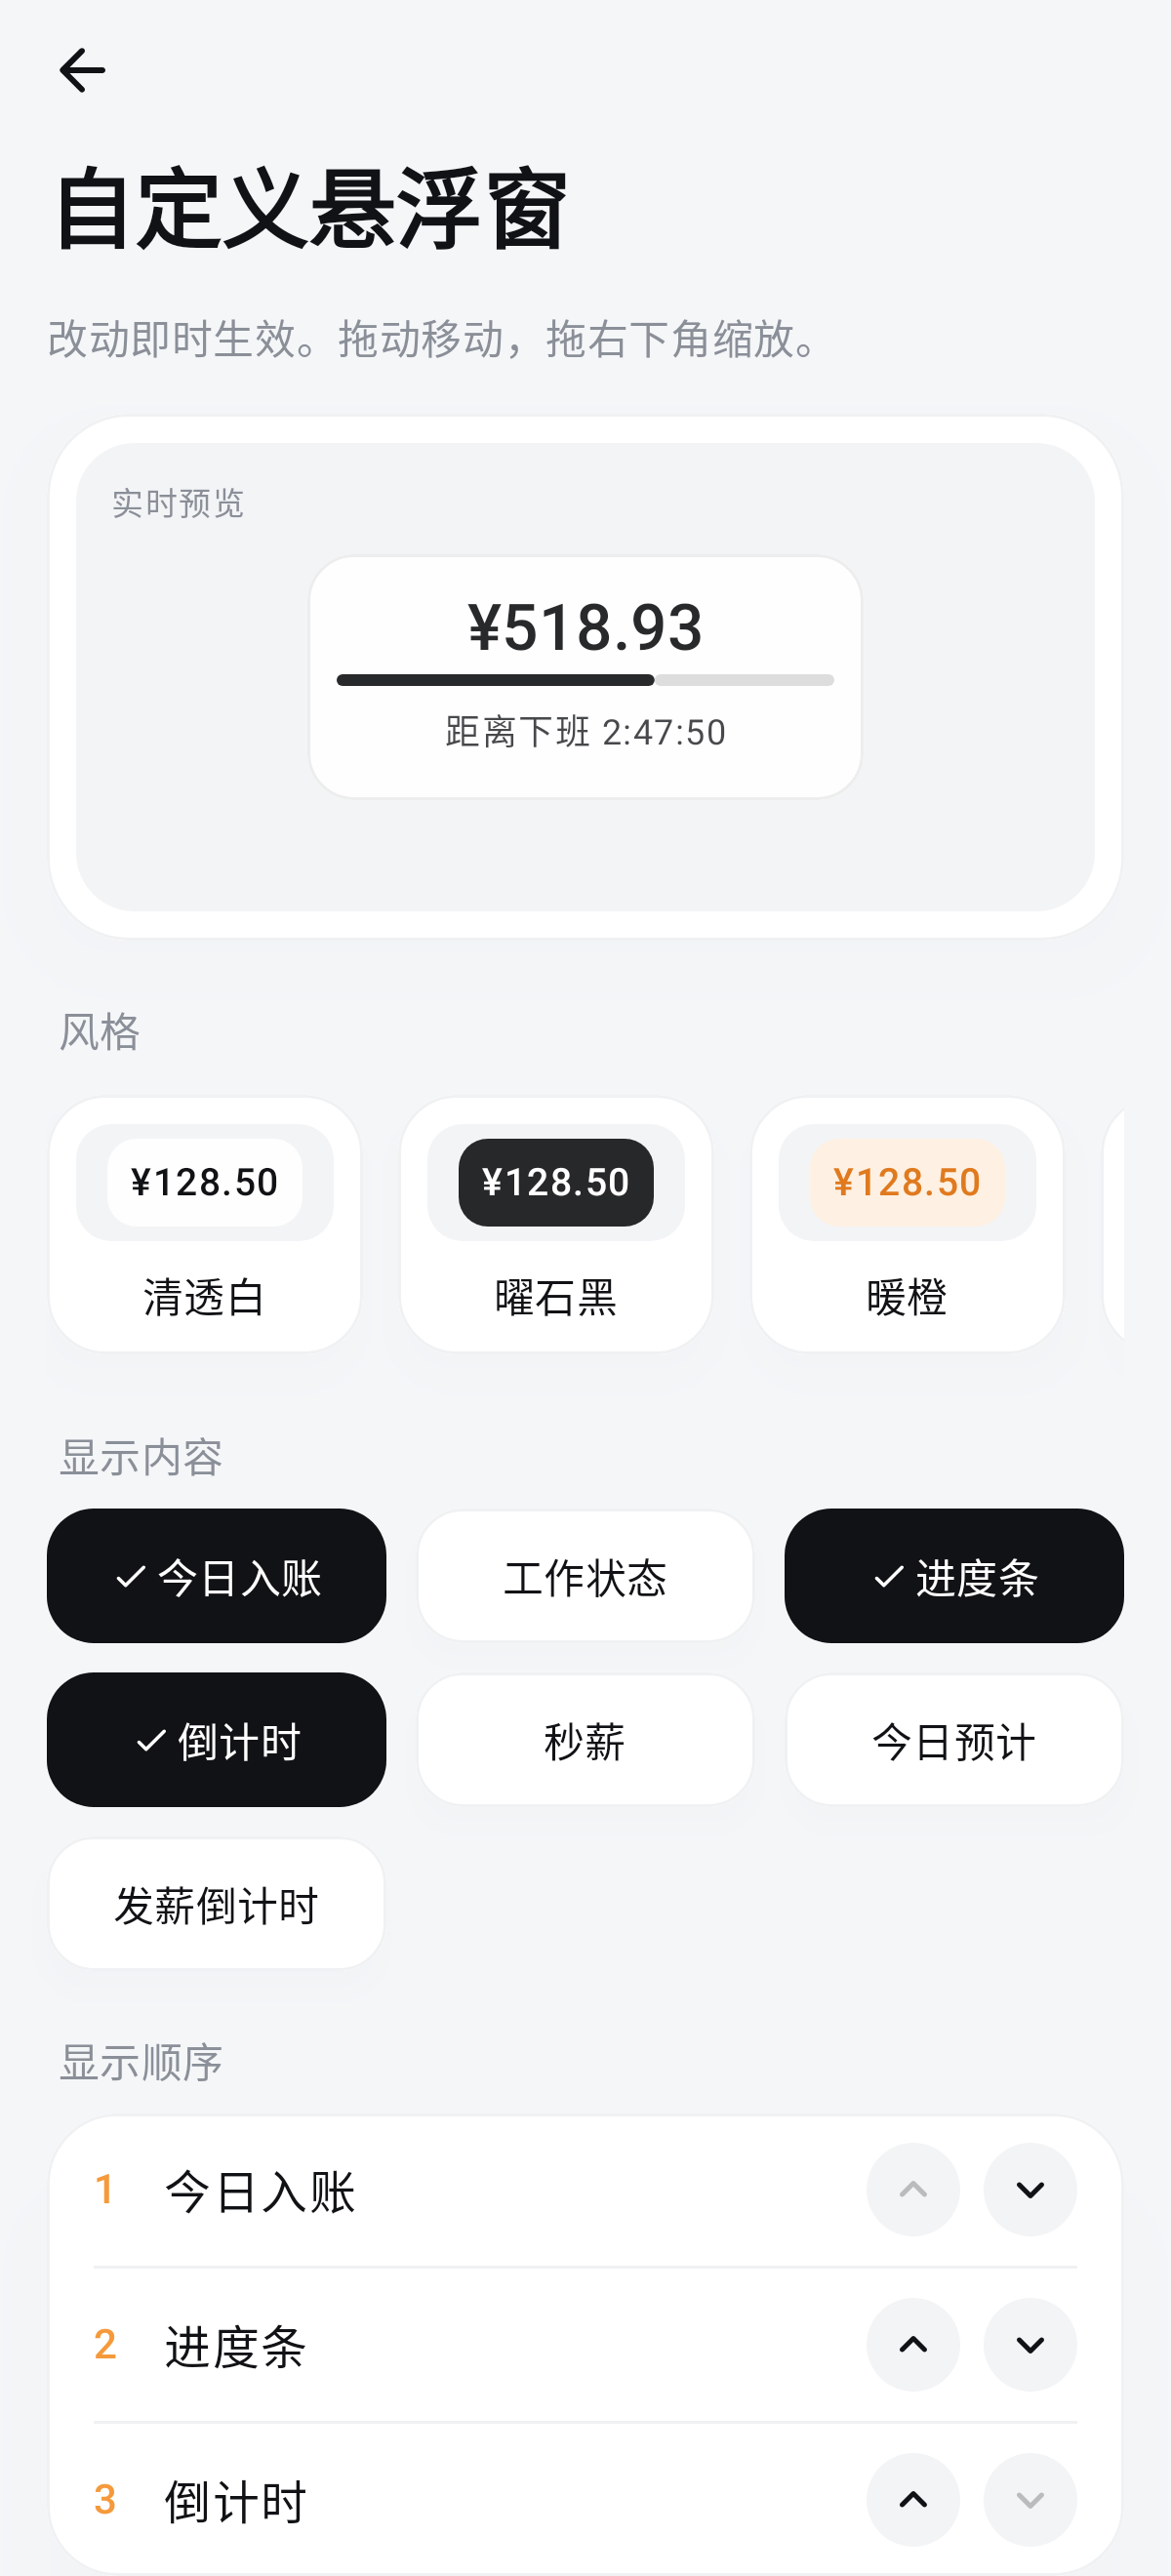 自定义悬浮窗
改动即时生效。拖动移动，拖右下角缩放。
实时预览
¥518.93
距离下班 2:47:50
风格
¥128.50
¥128.50
¥128.50
清透白
曜石黑
暖橙
显示内容
今日入账
工作状态
进度条
倒计时
秒薪
今日预计
发薪倒计时
显示顺序
1 今日入账
2 进度条
3 倒计时